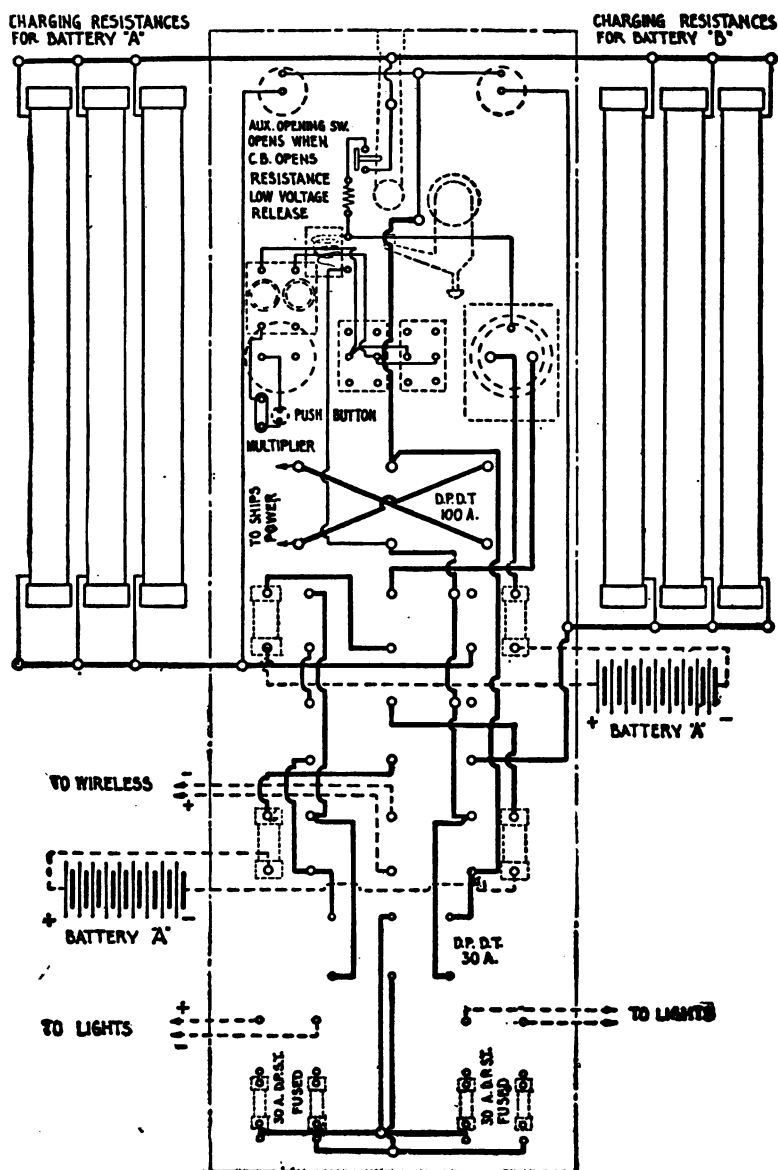 CHARGING RESISTANCES
FOR BATTERY "A"
CHARGING RESISTANCES
FOR BATTERY "B"
AUX. OPENING SW.
OPENS WHEN
C.B. OPENS
RESISTANCE
LOW VOLTAGE
RELEASE
PUSH BUTTON
MULTIPLIER
TO SHIPS
POWER
D.P.D.T
100 A.
+ -
BATTERY "A"
TO WIRELESS
-
+
+ -
BATTERY "A"
D.P.D.T.
30 A.
+
TO LIGHTS
-
TO LIGHTS
30 A. D.P.S.T.
FUSED
30 A. D.P.S.T.
FUSED